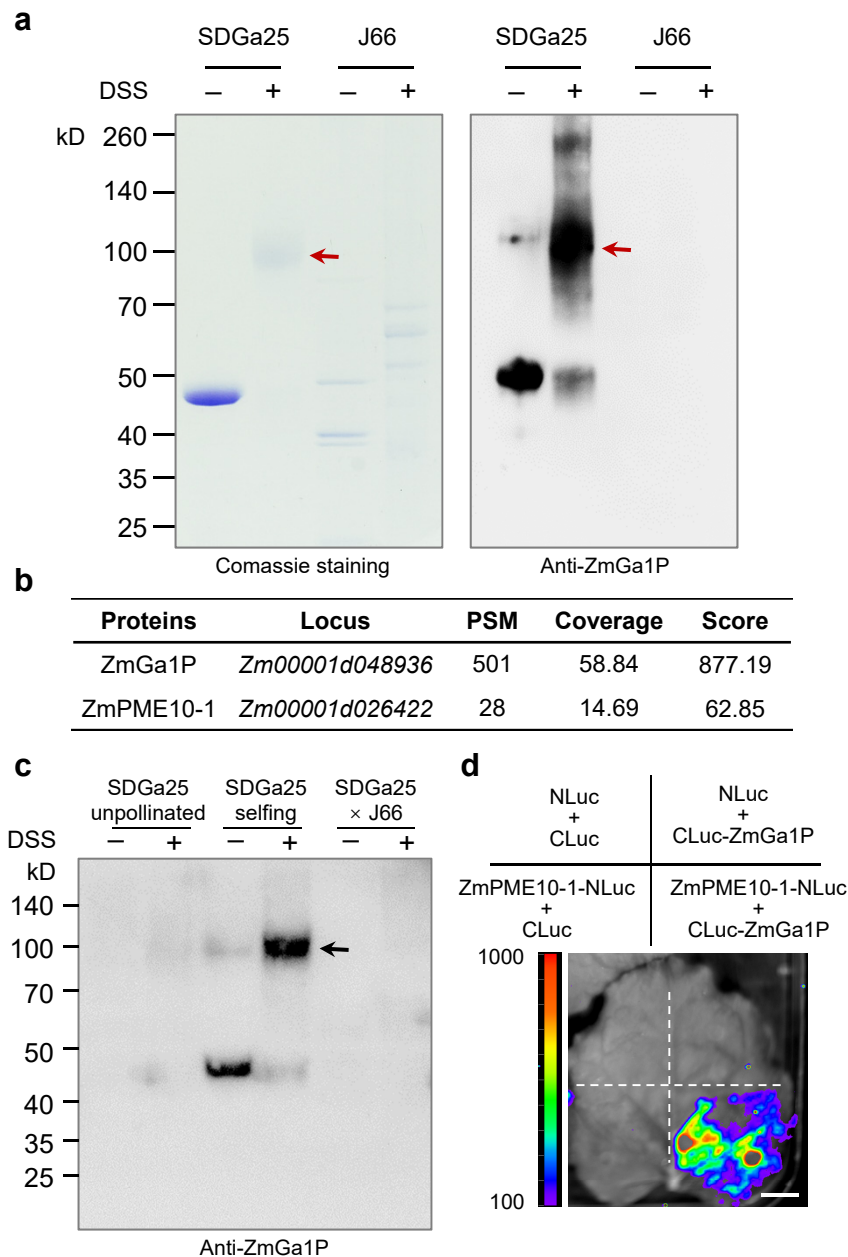 a
SDGa25 J66 SDGa25 J66
DSS – + – + – + – +
kD 260
140
100
70
50
40
35
25
Comassie staining Anti-ZmGa1P
b
Proteins Locus PSM Coverage Score
ZmGa1P Zm00001d048936 501 58.84 877.19
ZmPME10-1 Zm00001d026422 28 14.69 62.85
c
SDGa25 unpollinated SDGa25 selfing SDGa25 × J66
DSS – + – + – +
kD
140
100
70
50
40
35
25
Anti-ZmGa1P
d
NLuc + CLuc
NLuc + CLuc-ZmGa1P
ZmPME10-1-NLuc + CLuc
ZmPME10-1-NLuc + CLuc-ZmGa1P
1000
100